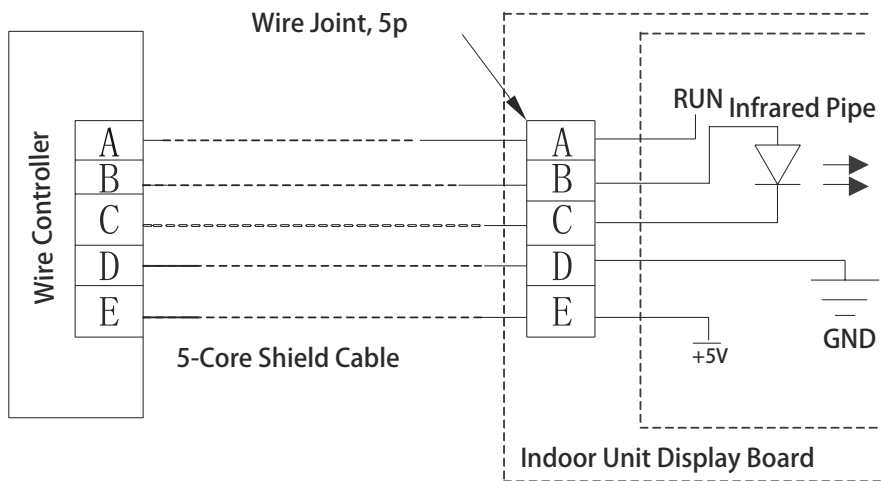 Wire Joint, 5p
Wire Controller
A
B
C
D
E
5-Core Shield Cable
A
B
C
D
E
RUN
Infrared Pipe
+5V
GND
Indoor Unit Display Board